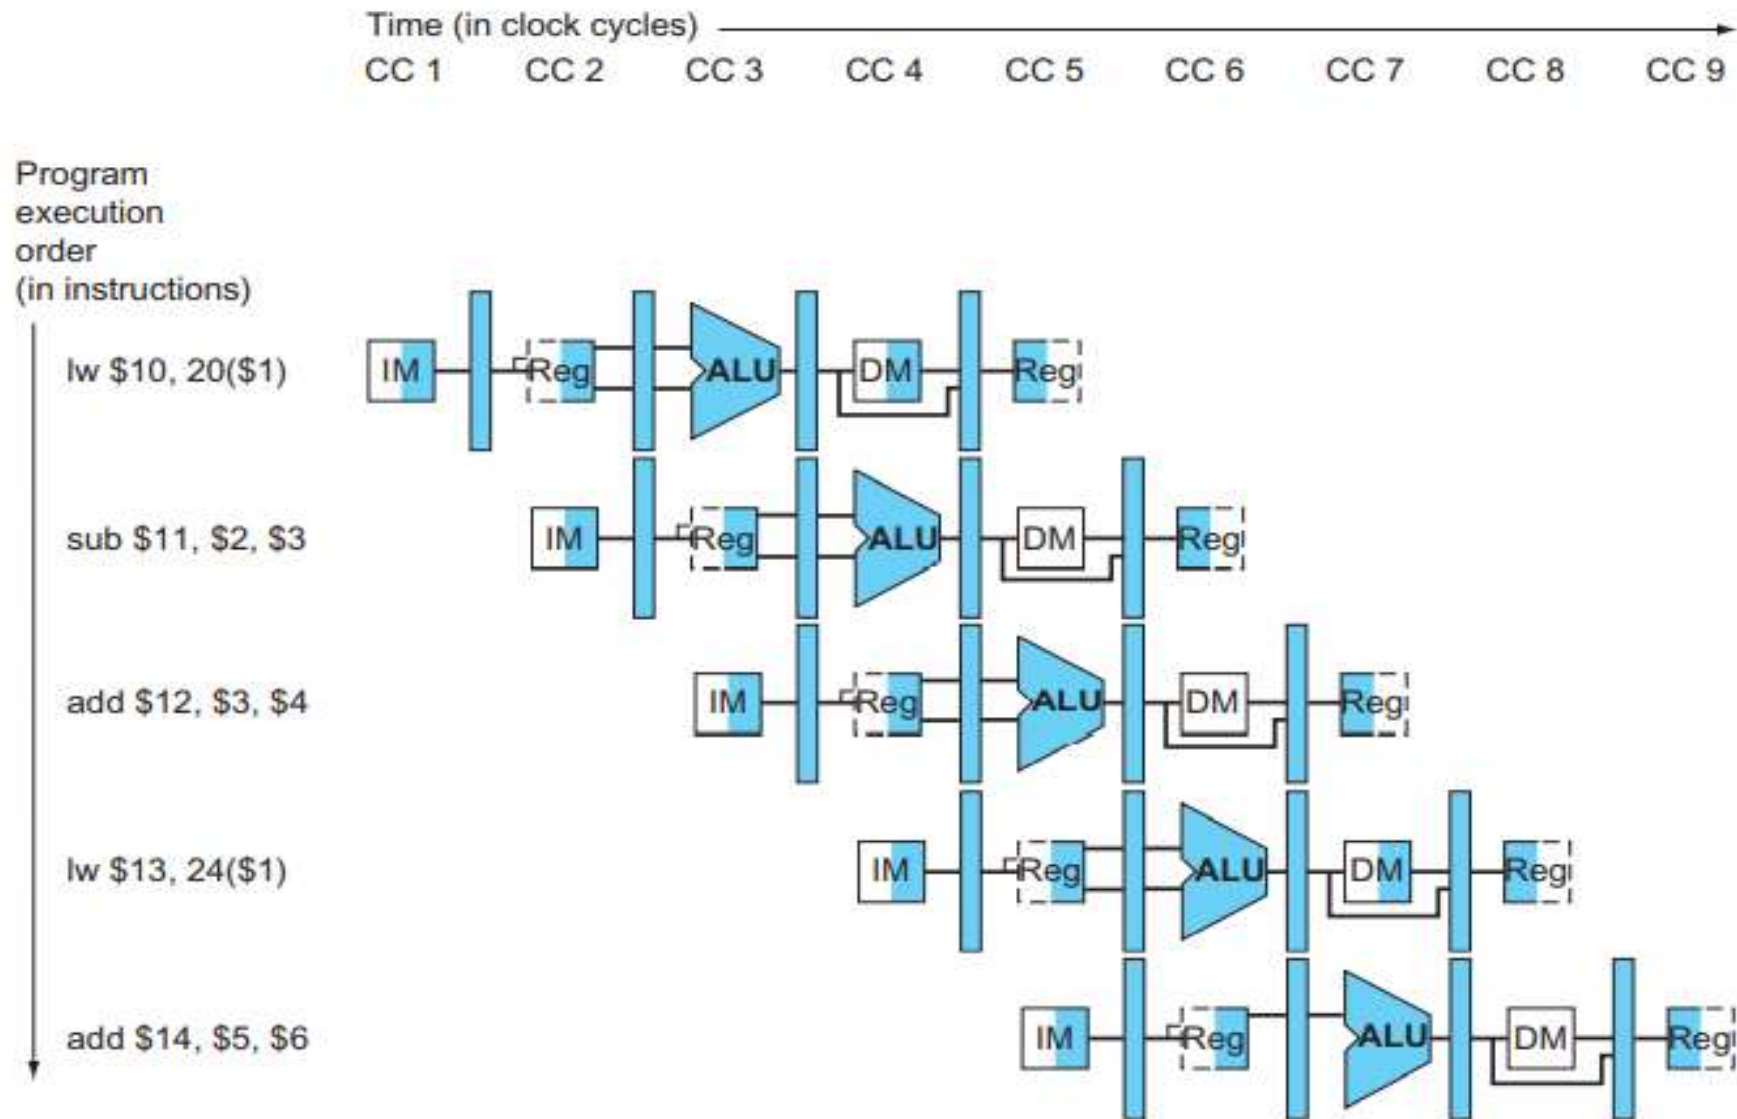 Time (in clock cycles)
CC 1 CC 2 CC 3 CC 4 CC 5 CC 6 CC 7 CC 8 CC 9
Program
execution
order
(in instructions)
lw $10, 20($1) IM Reg ALU DM Reg
sub $11, $2, $3 IM Reg ALU DM Reg
add $12, $3, $4 IM Reg ALU DM Reg
lw $13, 24($1) IM Reg ALU DM Reg
add $14, $5, $6 IM Reg ALU DM Reg